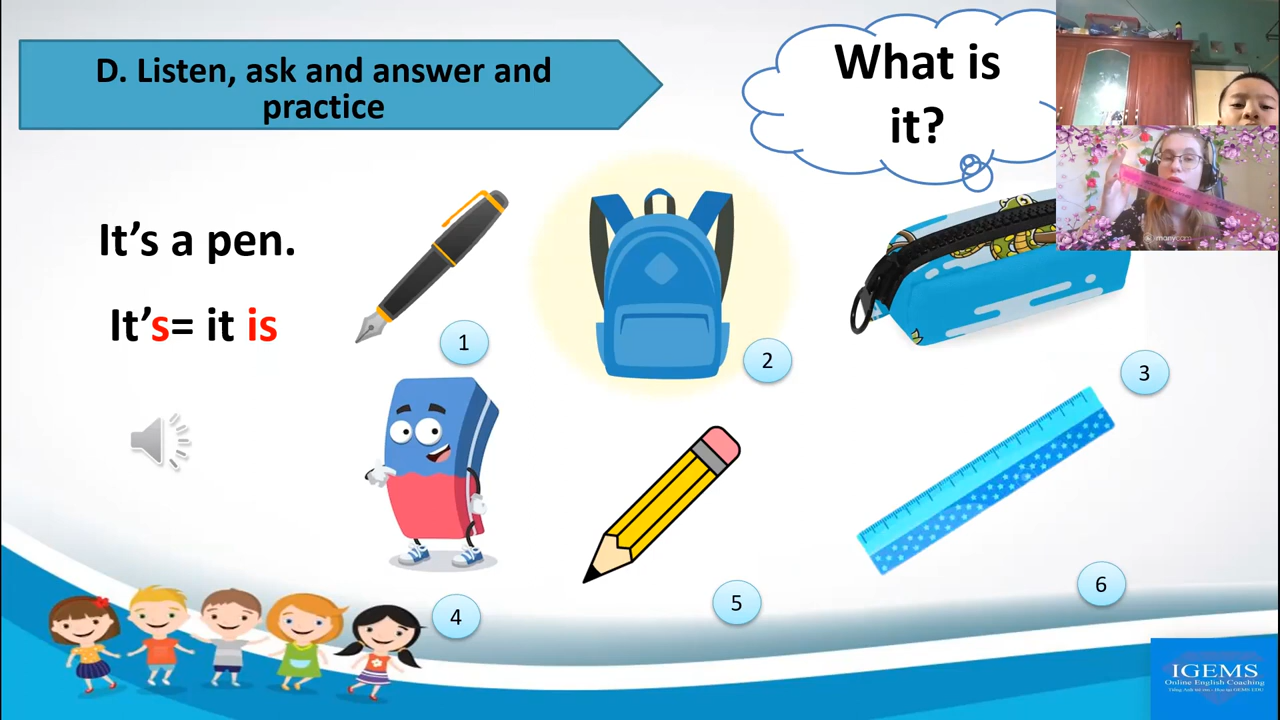 D. Listen, ask and answer and
practice
What is
it?
It’s a pen.
It’s= it is
1
2
3
4
5
6
manycam
IGEMS
Online English Coaching